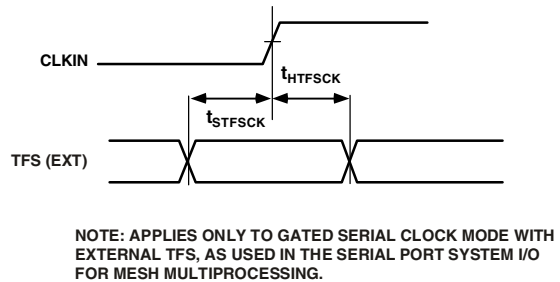 CLKIN
tHTFSCK
tSTFSCK
TFS (EXT)
NOTE: APPLIES ONLY TO GATED SERIAL CLOCK MODE WITH
EXTERNAL TFS, AS USED IN THE SERIAL PORT SYSTEM I/O
FOR MESH MULTIPROCESSING.